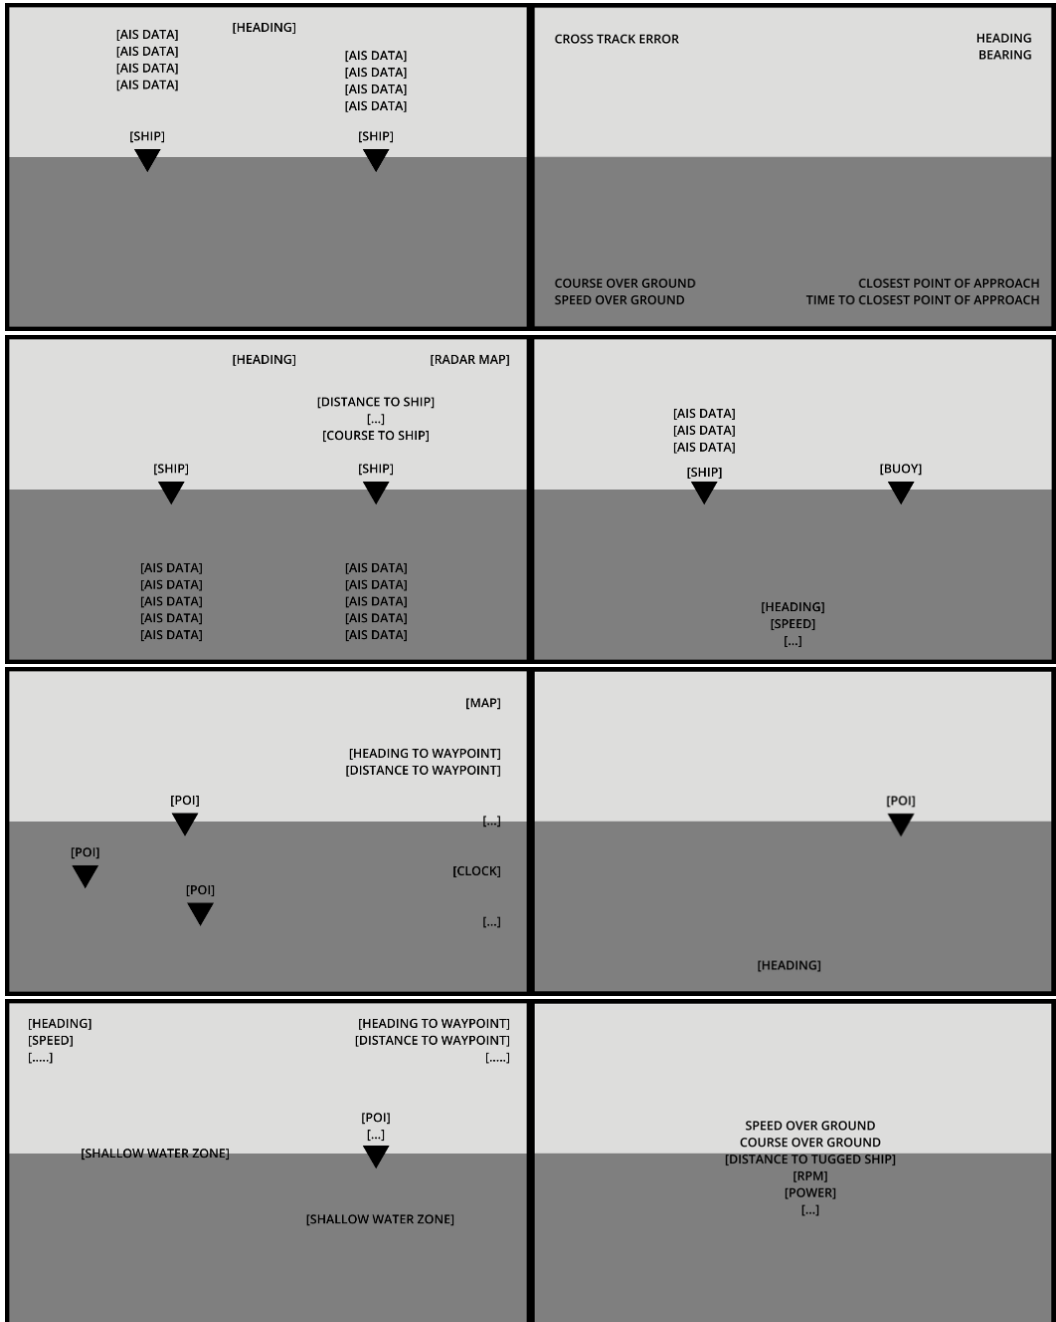 [HEADING]
[AIS DATA]
[AIS DATA]
[AIS DATA]
[AIS DATA]
[AIS DATA]
[AIS DATA]
[AIS DATA]
[AIS DATA]
[SHIP]
[SHIP]
CROSS TRACK ERROR
HEADING
BEARING
COURSE OVER GROUND
SPEED OVER GROUND
CLOSEST POINT OF APPROACH
TIME TO CLOSEST POINT OF APPROACH
[HEADING]
[RADAR MAP]
[DISTANCE TO SHIP]
[...]
[COURSE TO SHIP]
[SHIP]
[SHIP]
[AIS DATA]
[AIS DATA]
[AIS DATA]
[AIS DATA]
[AIS DATA]
[AIS DATA]
[AIS DATA]
[AIS DATA]
[AIS DATA]
[AIS DATA]
[AIS DATA]
[AIS DATA]
[AIS DATA]
[SHIP]
[BUOY]
[HEADING]
[SPEED]
[...]
[MAP]
[HEADING TO WAYPOINT]
[DISTANCE TO WAYPOINT]
[POI]
[...]
[POI]
[CLOCK]
[POI]
[...]
[POI]
[HEADING]
[HEADING]
[SPEED]
[.....]
[HEADING TO WAYPOINT]
[DISTANCE TO WAYPOINT]
[.....]
[POI]
[...]
[SHALLOW WATER ZONE]
[SHALLOW WATER ZONE]
SPEED OVER GROUND
COURSE OVER GROUND
[DISTANCE TO TUGGED SHIP]
[RPM]
[POWER]
[...]